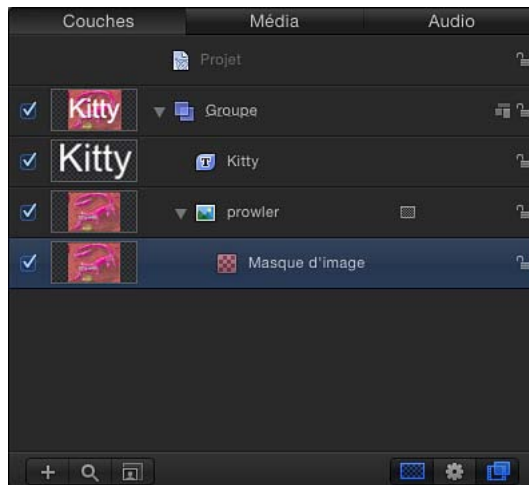 Couches Média Audio
Projet
Kitty Groupe
Kitty Kitty
prowler
Masque d'image